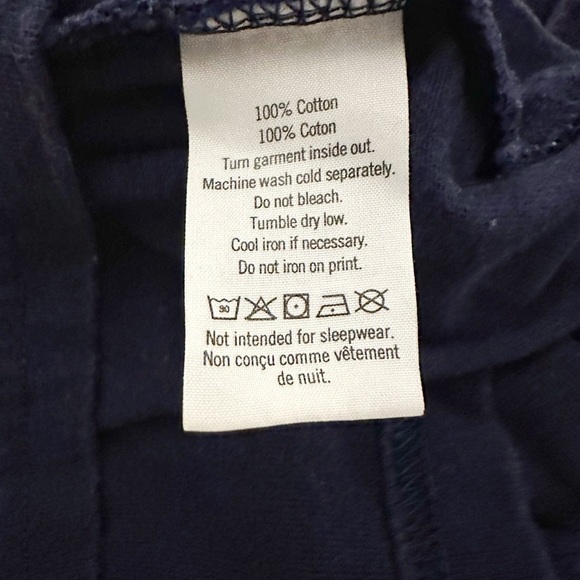 100% Cotton
100% Coton
Turn garment inside out.
Machine wash cold separately.
Do not bleach.
Tumble dry low.
Cool iron if necessary.
Do not iron on print.
30
Not intended for sleepwear.
Non conçu comme vêtement
de nuit.